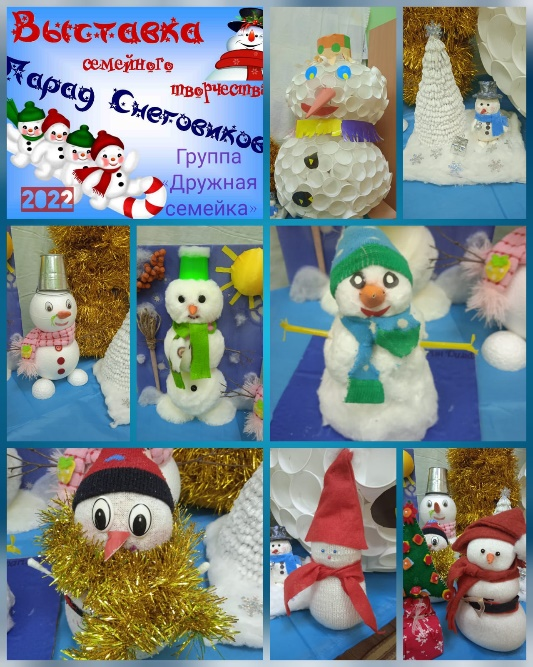 Выставка
семейного
творчества
Парад Снеговиков
Группа
«Дружная
семейка»
2022